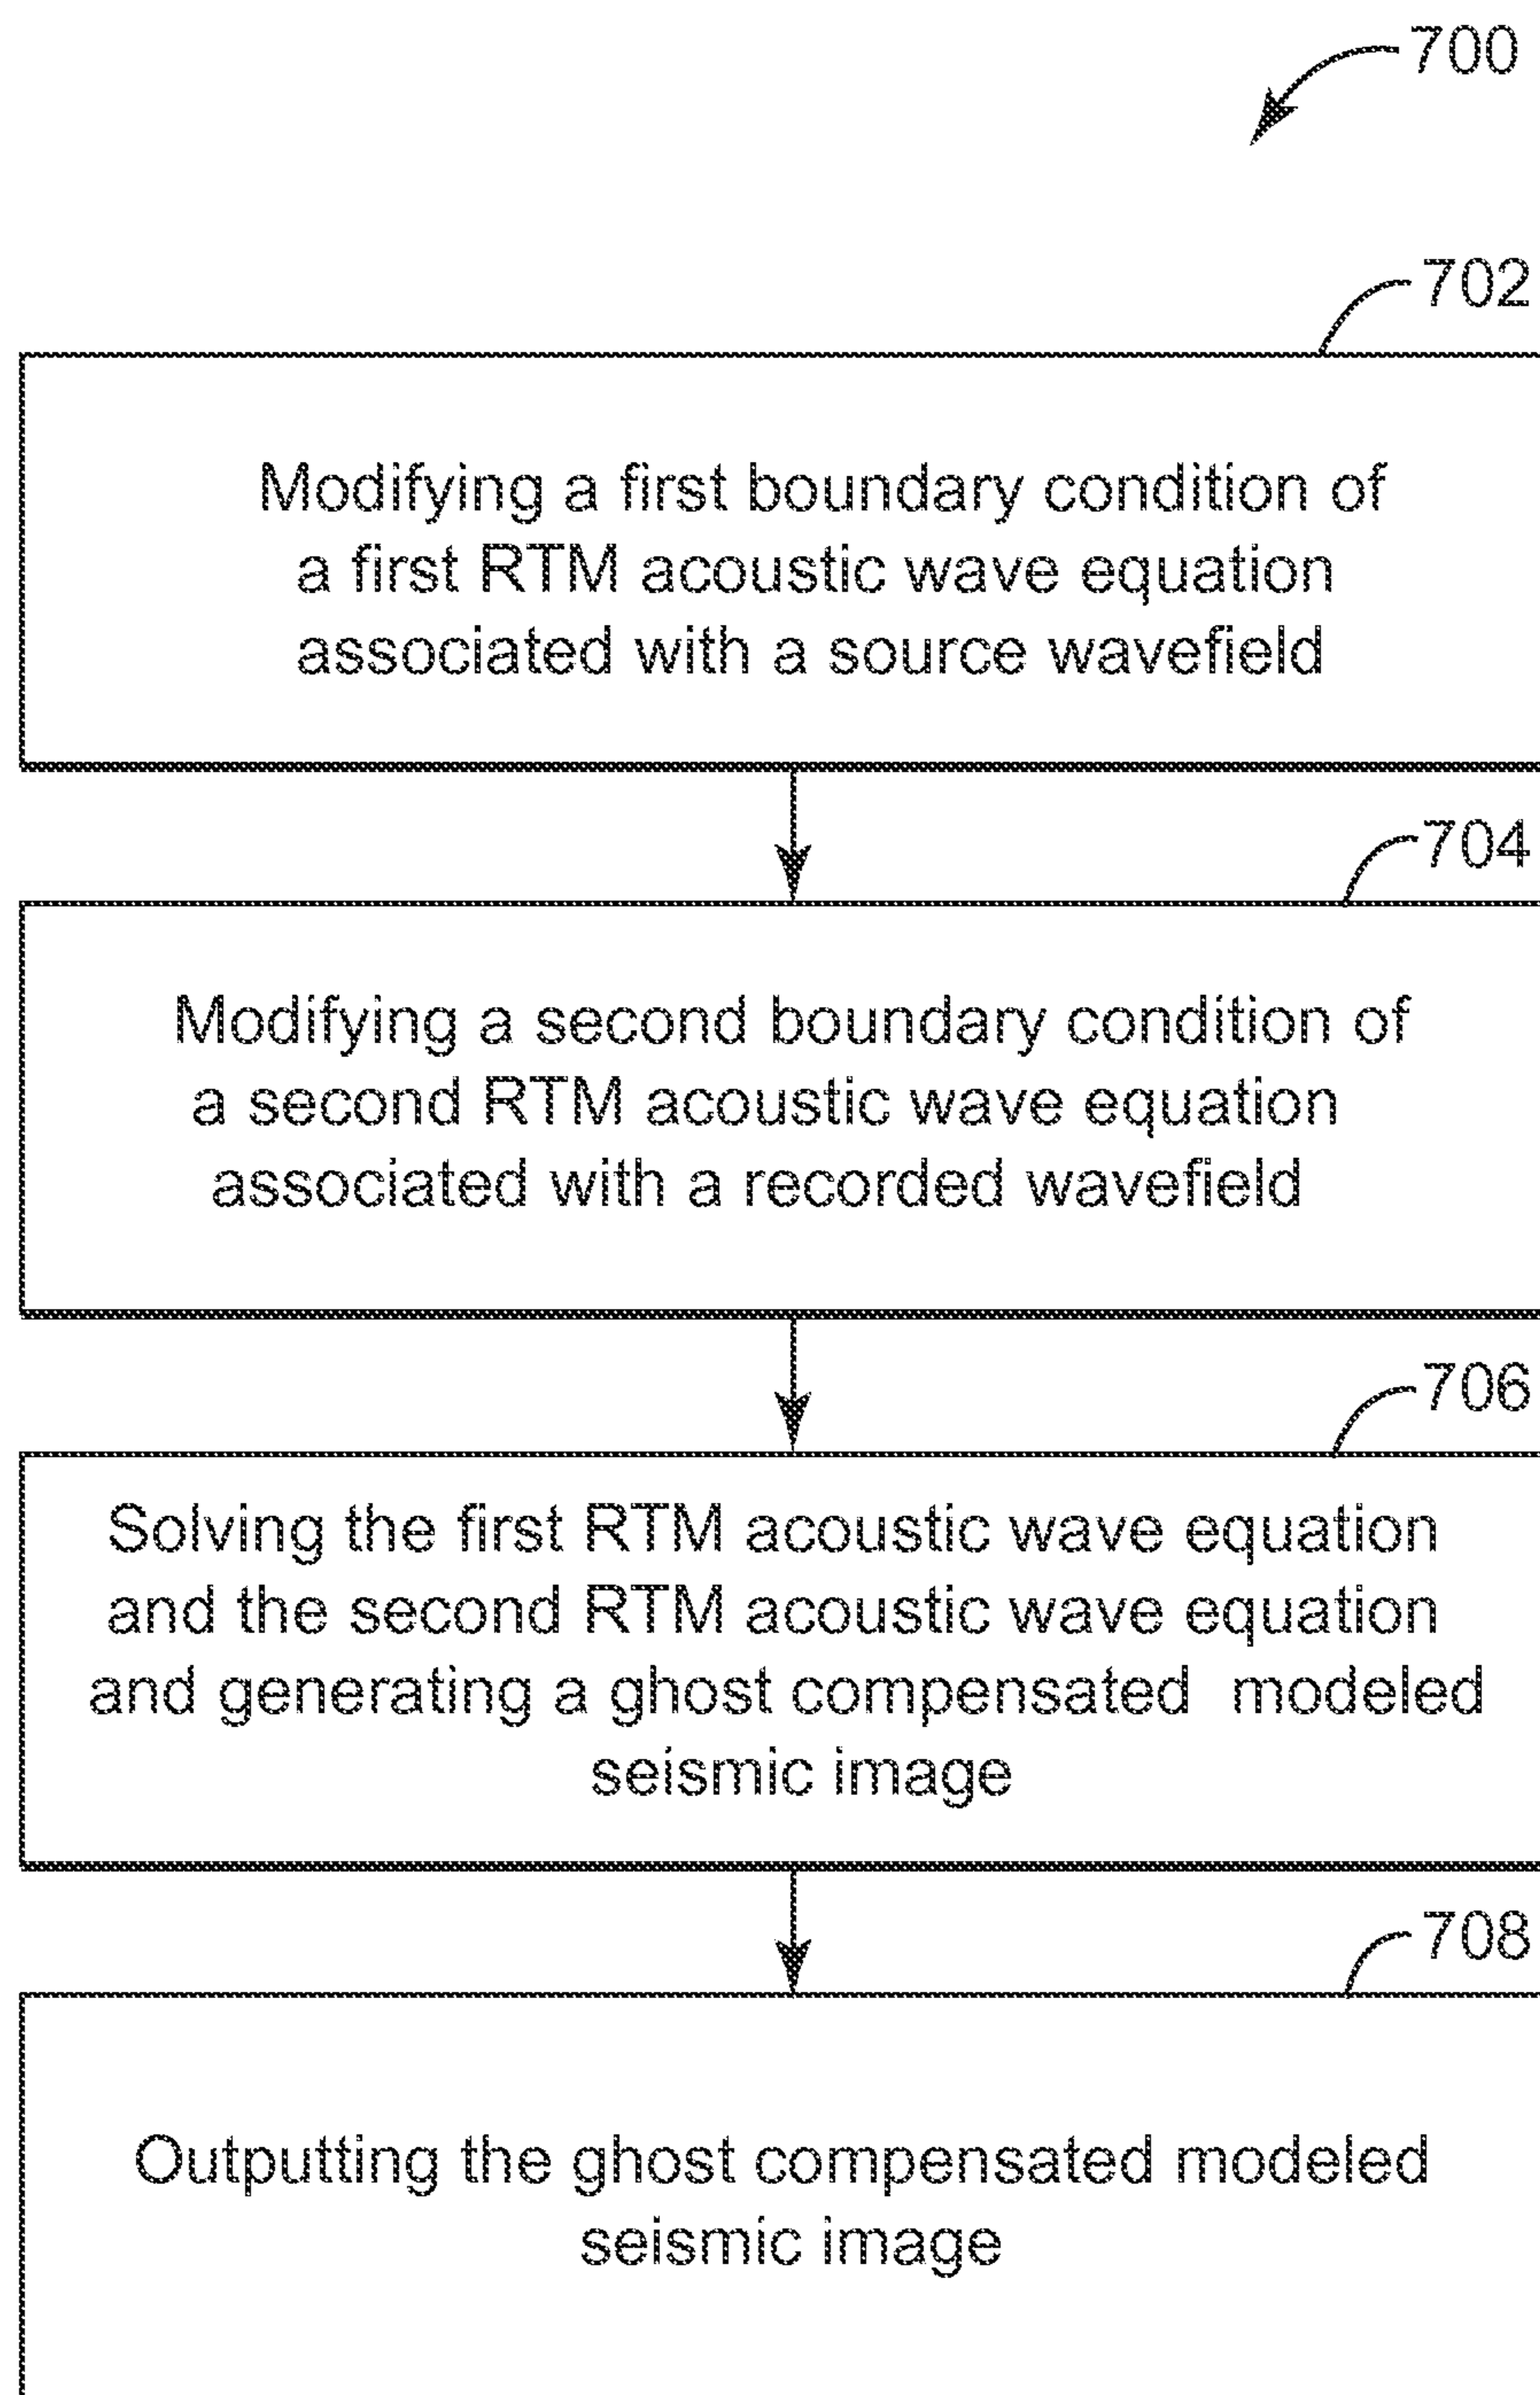 700
702
Modifying a first boundary condition of
a first RTM acoustic wave equation
associated with a source wavefield
704
Modifying a second boundary condition of
a second RTM acoustic wave equation
associated with a recorded wavefield
706
Solving the first RTM acoustic wave equation
and the second RTM acoustic wave equation
and generating a ghost compensated modeled
seismic image
708
Outputting the ghost compensated modeled
seismic image